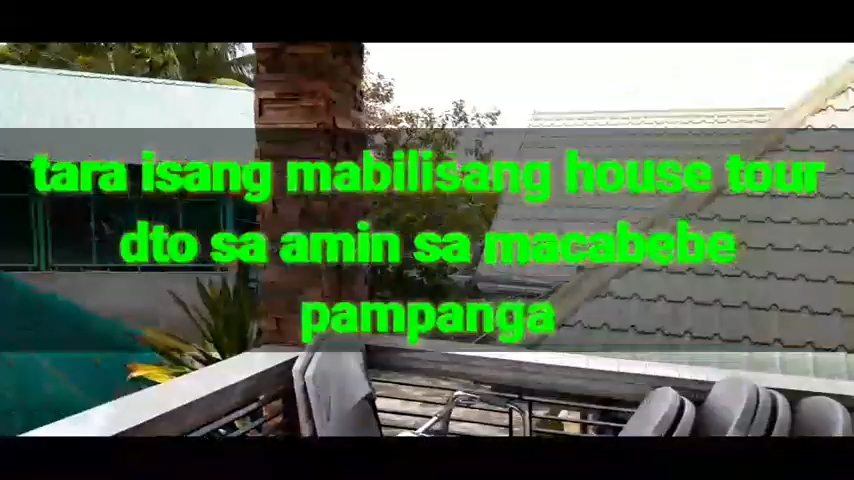 tara isang mabilisang house tour
dto sa amin sa macabebe
pampanga